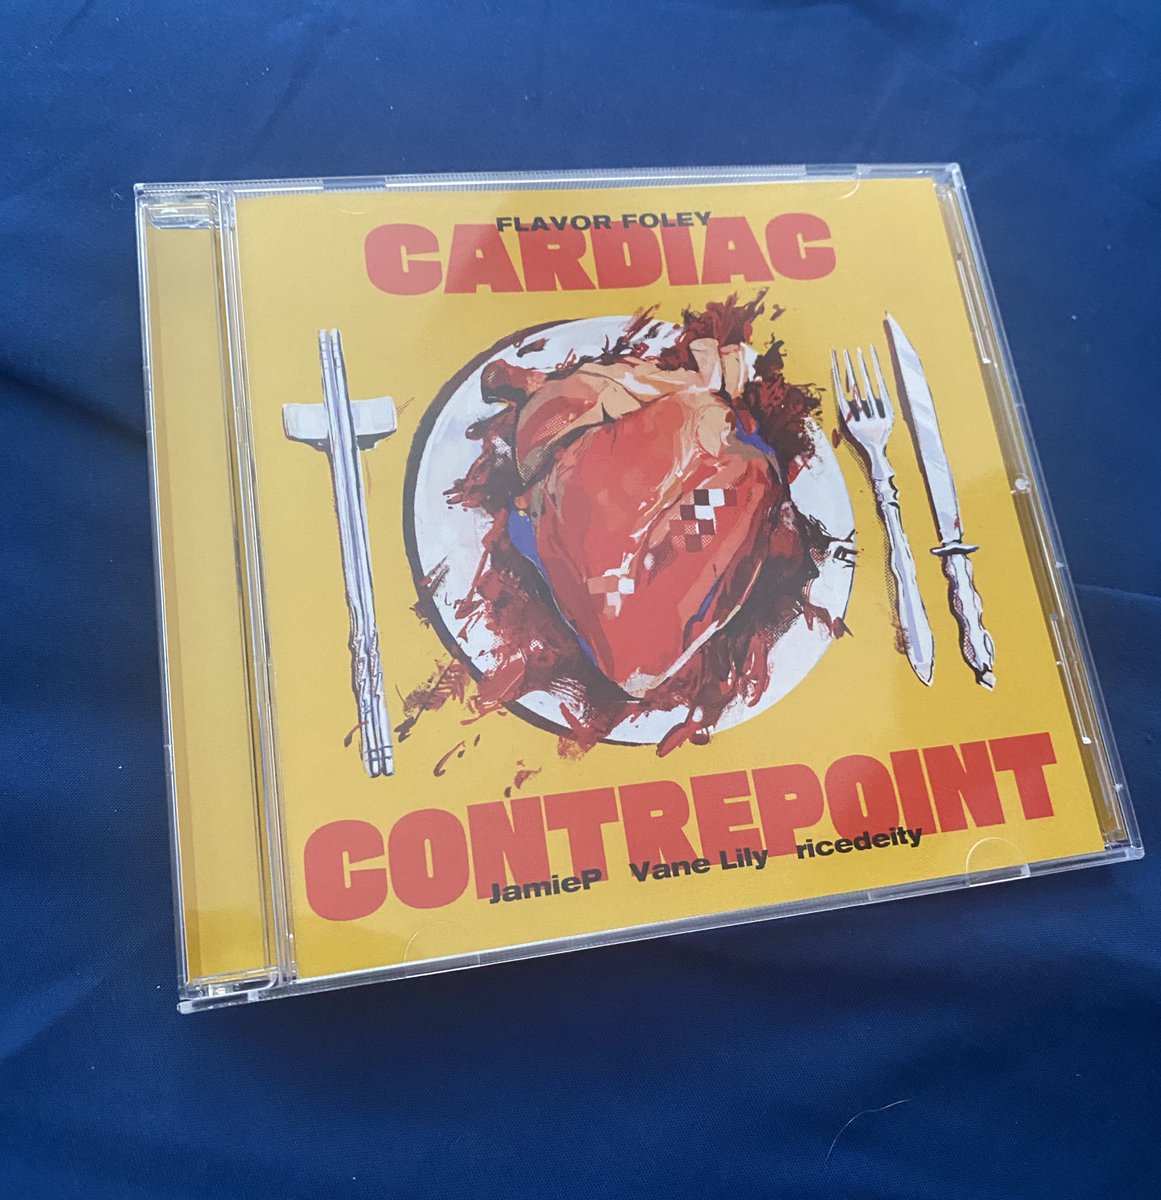 FLAVOR FOLEY
CARDIAC
CONTREPOINT
JamieP Vane Lily ricedeity